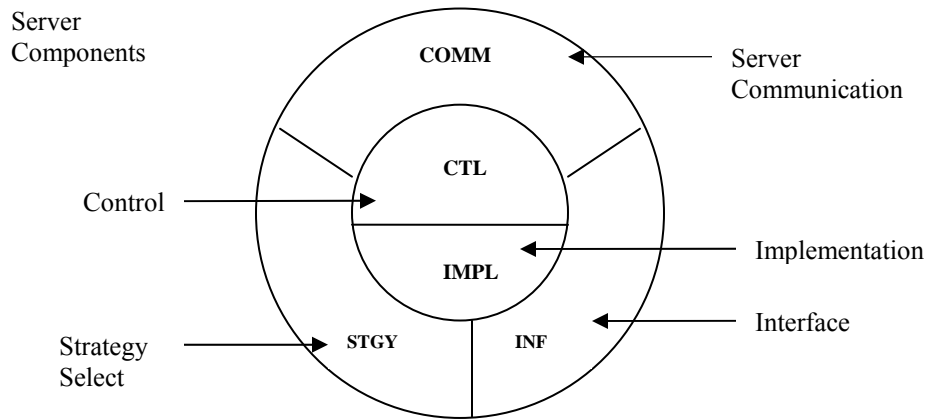 Server
Components
COMM
Server
Communication
CTL
Control
Implementation
IMPL
Interface
STGY
INF
Strategy
Select